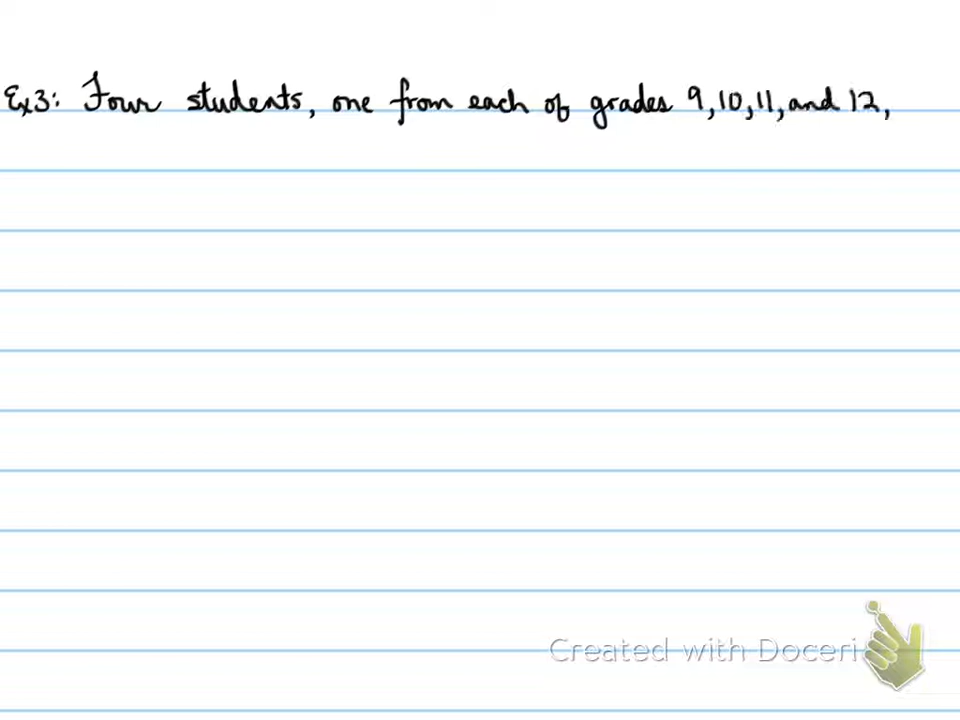 Ex3: Four students, one from each of grades 9, 10, 11, and 12,
Created with Doceri